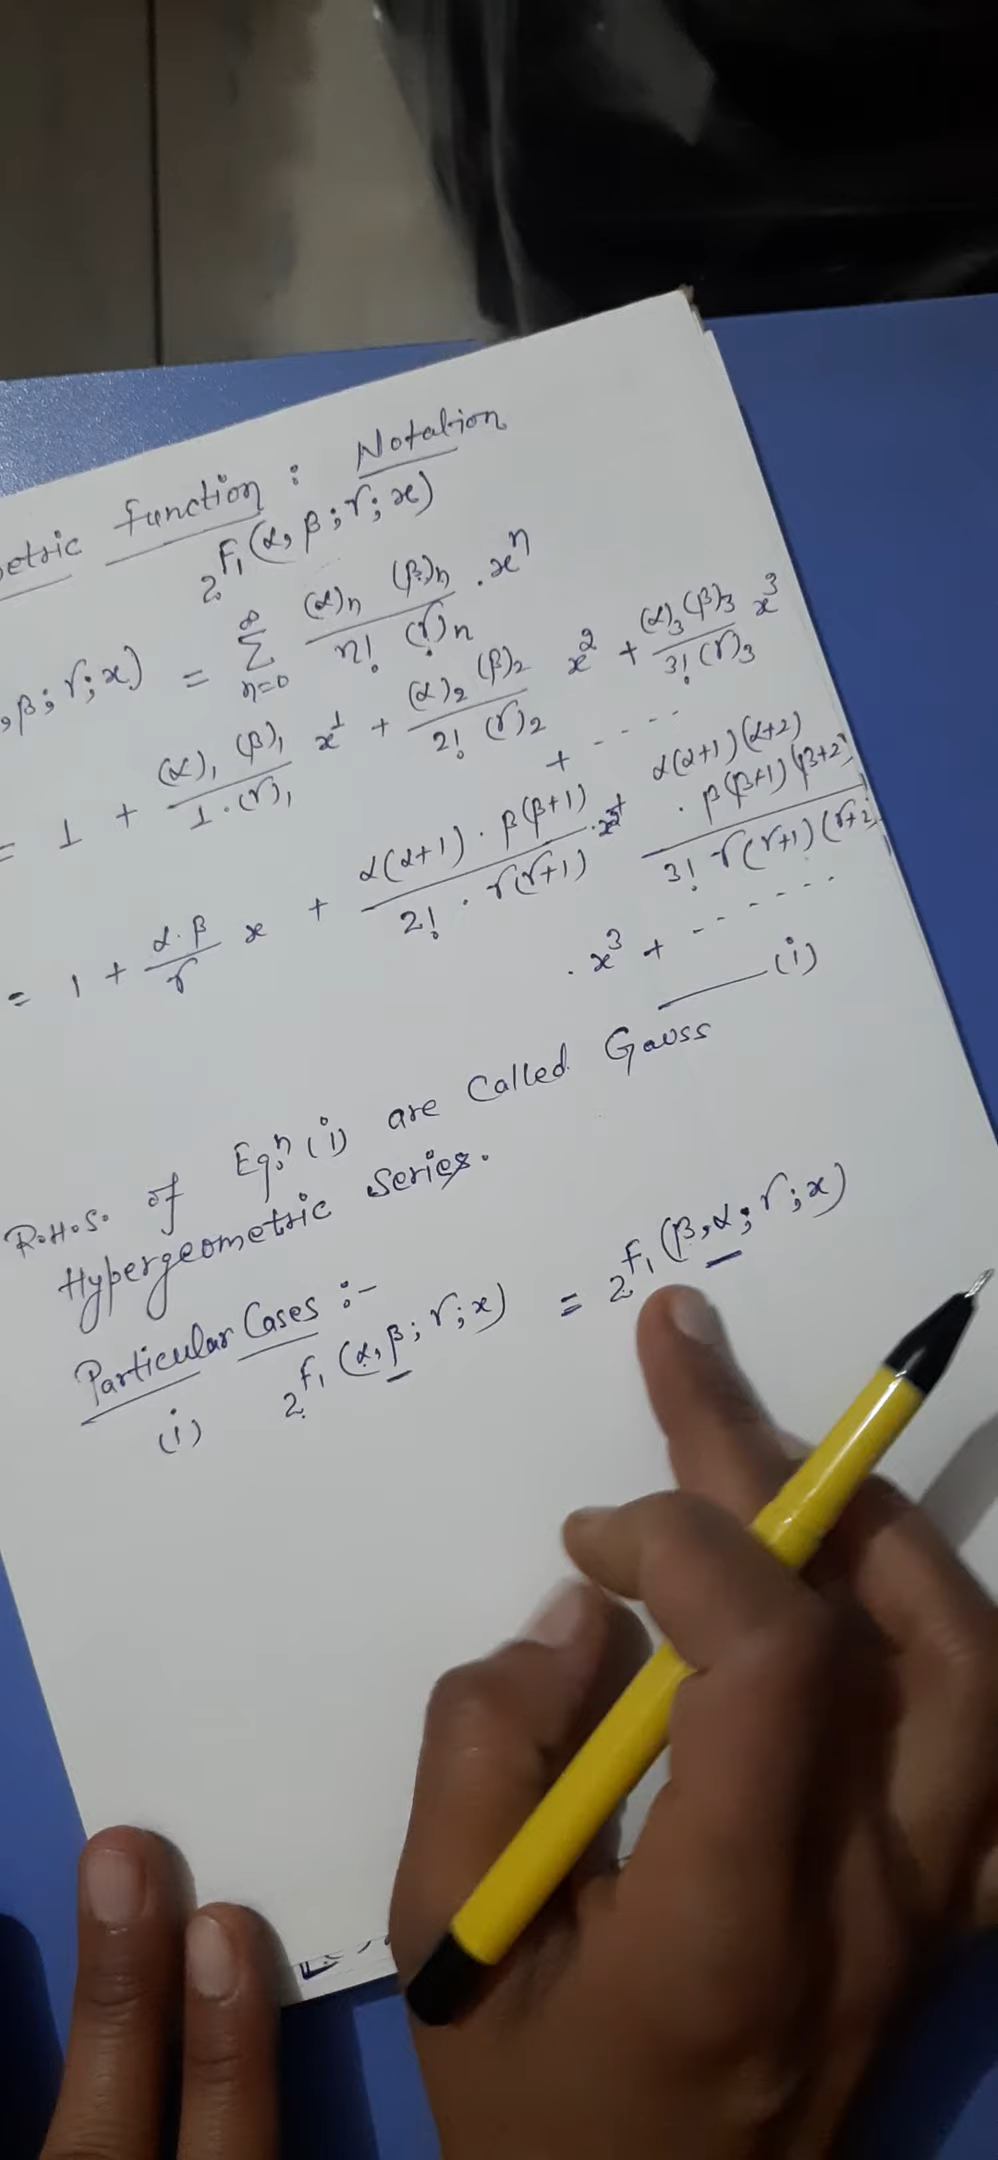 etric function : Notation
₂F₁(α, β ; γ ; x)
, β ; γ ; x) = ∑_{n=0}^{∞} (α)n (β)n / n! (γ)n . xⁿ
= 1 + (α)₁ (β)₁ / 1 . (γ)₁ x¹ + (α)₂ (β)₂ / 2! (γ)₂ x² + (α)₃ (β)₃ / 3! (γ)₃ x³
+ - - - -
= 1 + α . β / γ x + α(α+1) . β(β+1) / 2! . γ(γ+1) . x² + α(α+1)(α+2) . β(β+1)(β+2) / 3! γ(γ+1)(γ+2)
. x³ + - - - - - - -
—— (i)
R.H.S. of Eqⁿ. (i) are Called Gauss
Hypergeometric Series.
Particular Cases :-
(i) ₂F₁ (α, β ; γ ; x) = ₂F₁ (β, α ; γ ; x)